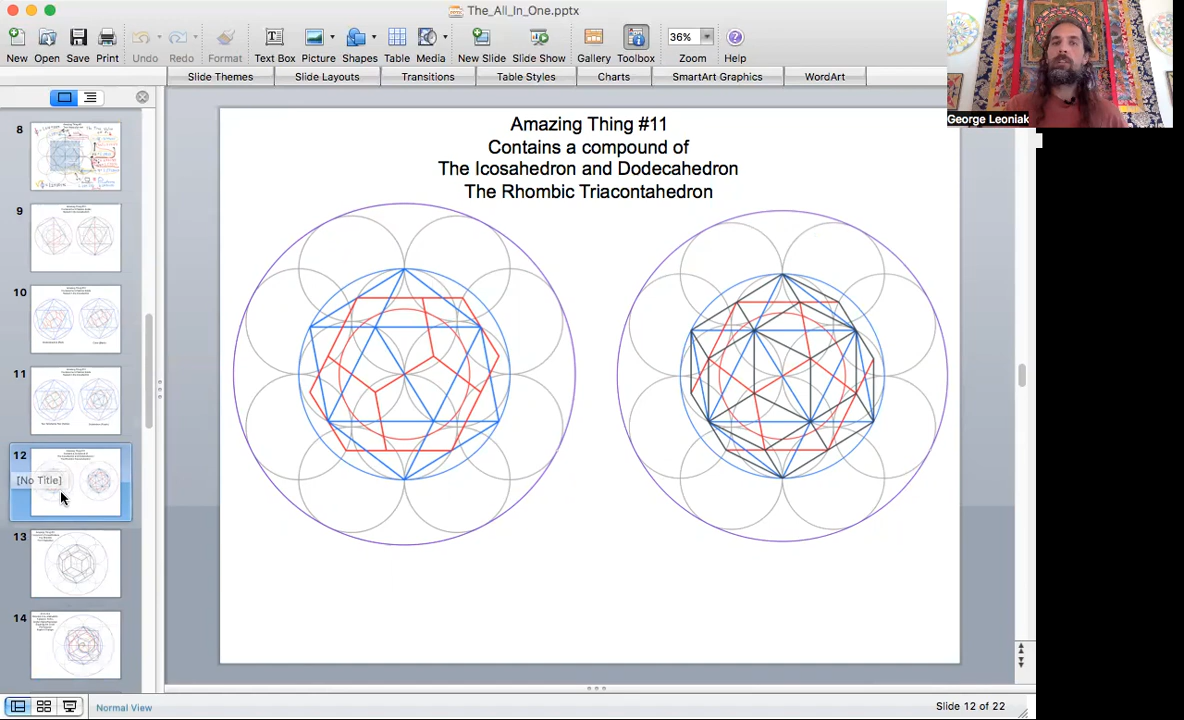 The_All_In_One.pptx
New Open Save Print Undo Redo Format Text Box Picture Shapes Table Media New Slide Slide Show Gallery Toolbox 36% Zoom Help
Slide Themes Slide Layouts Transitions Table Styles Charts SmartArt Graphics WordArt
George Leoniak
8
9
10
11
12
[No Title]
13
14
Amazing Thing #11
Contains a compound of
The Icosahedron and Dodecahedron
The Rhombic Triacontahedron
Normal View
Slide 12 of 22